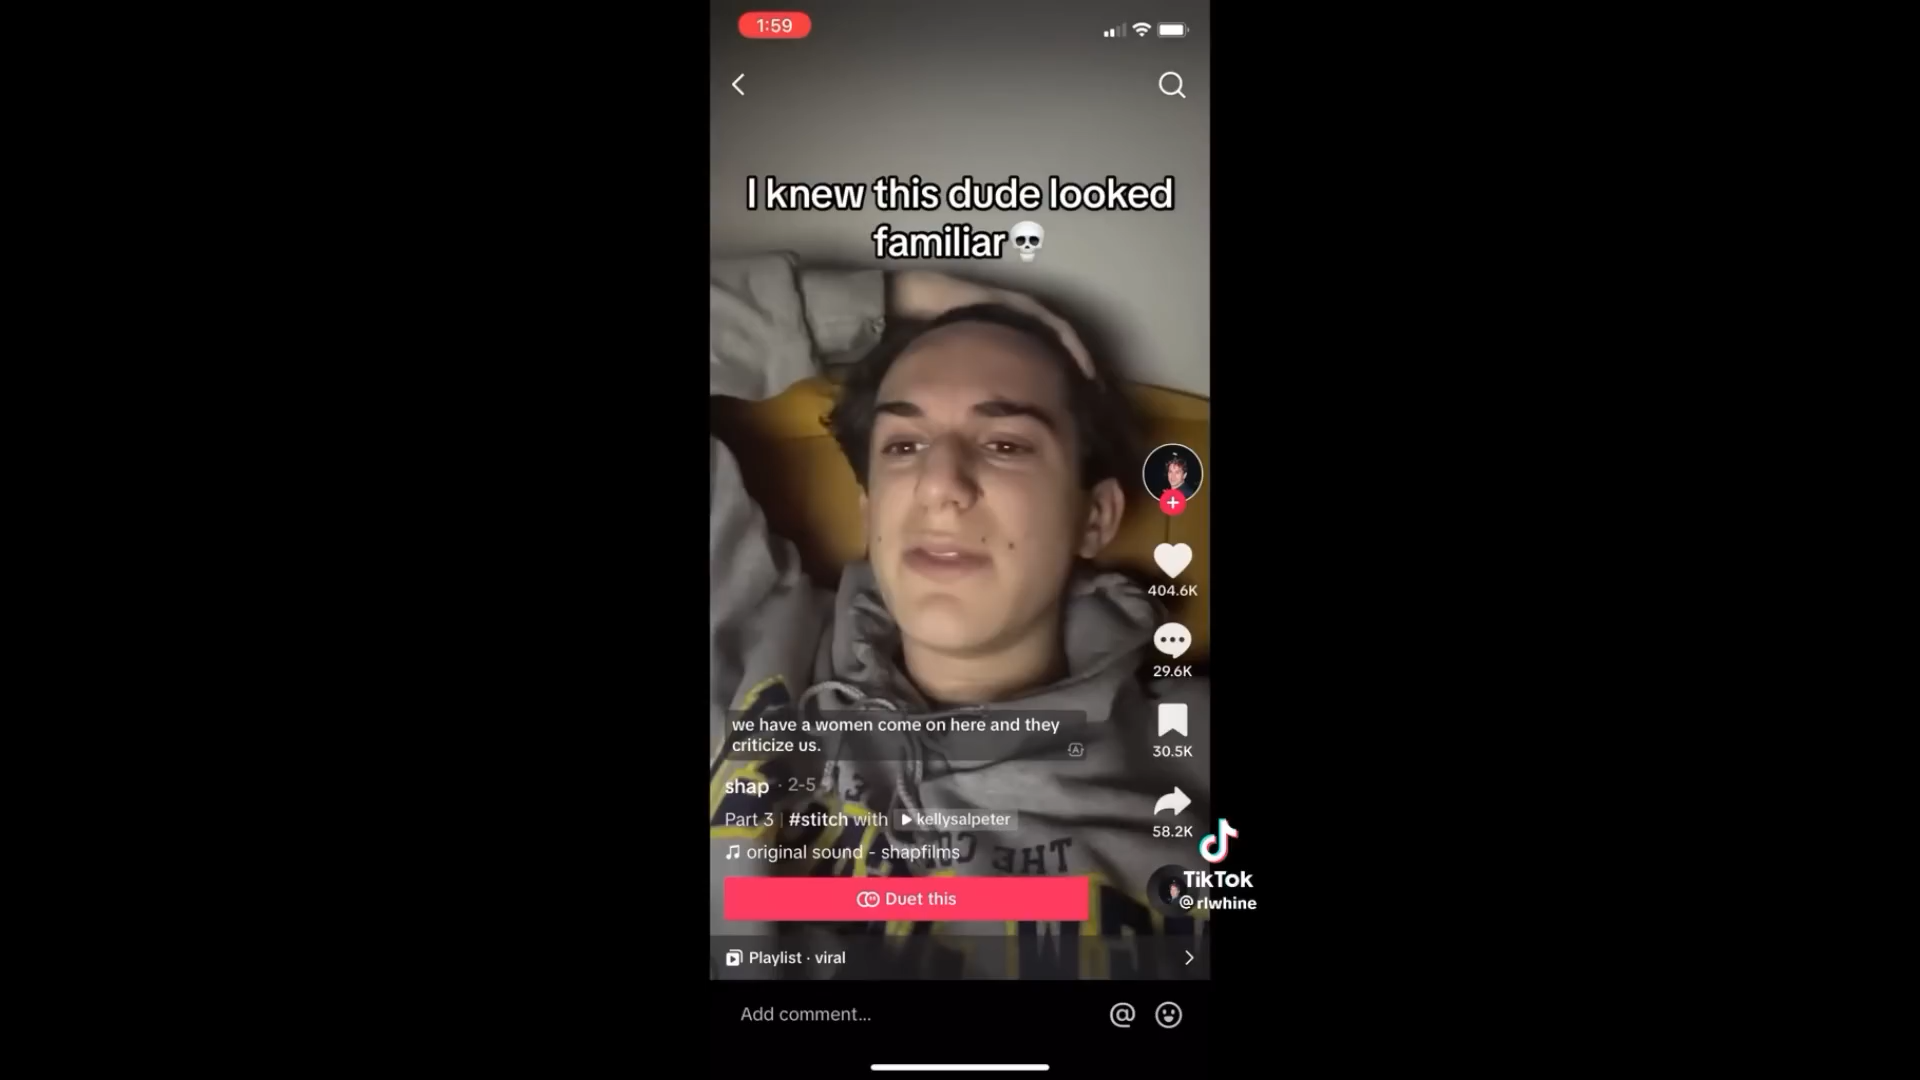 1:59
I knew this dude looked
familiar💀
404.6K
29.6K
we have a women come on here and they
criticize us.
30.5K
shap · 2-5
Part 3 | #stitch with kellysalpeter
58.2K
original sound - shapfilms
THE
TikTok
@rlwhine
Duet this
Playlist · viral
Add comment...
@